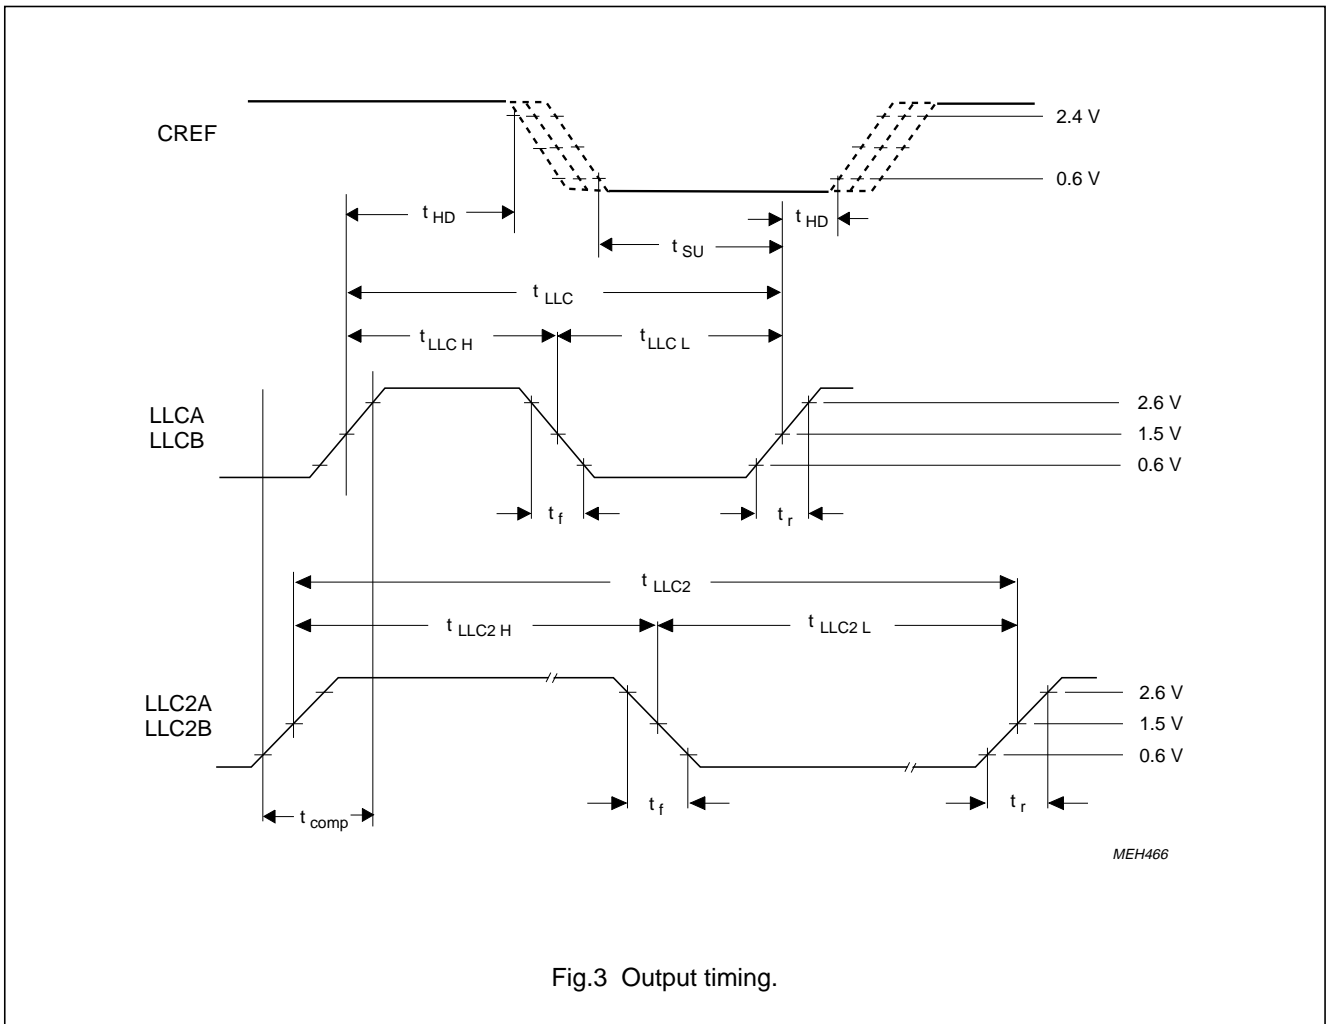 CREF
2.4 V
0.6 V
t HD
t HD
t SU
t LLC
t LLC H
t LLC L
LLCA
LLCB
2.6 V
1.5 V
0.6 V
t f
t r
t LLC2
t LLC2 H
t LLC2 L
LLC2A
LLC2B
2.6 V
1.5 V
0.6 V
t f
t r
t comp
MEH466
Fig.3 Output timing.